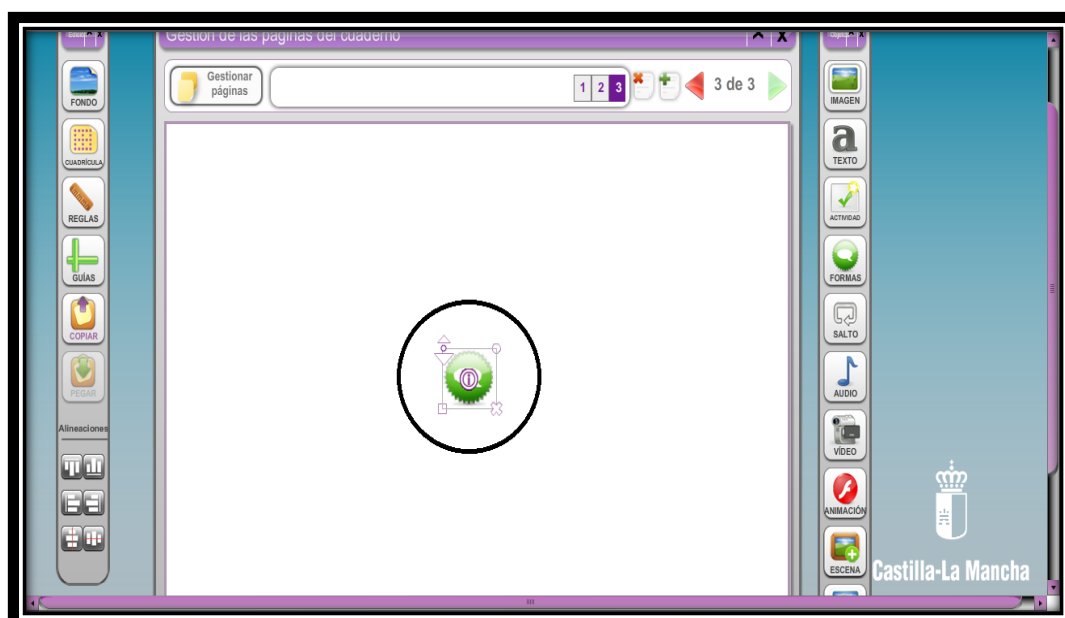 Gestión de las páginas del cuaderno
X
X
X
Gestionar
páginas
1 2 3
3 de 3
FONDO
CUADRÍCULA
REGLAS
GUÍAS
COPIAR
PEGAR
Alineaciones
IMAGEN
a
TEXTO
ACTIVIDAD
FORMAS
SALTO
AUDIO
VÍDEO
ANIMACIÓN
ESCENA
Castilla-La Mancha